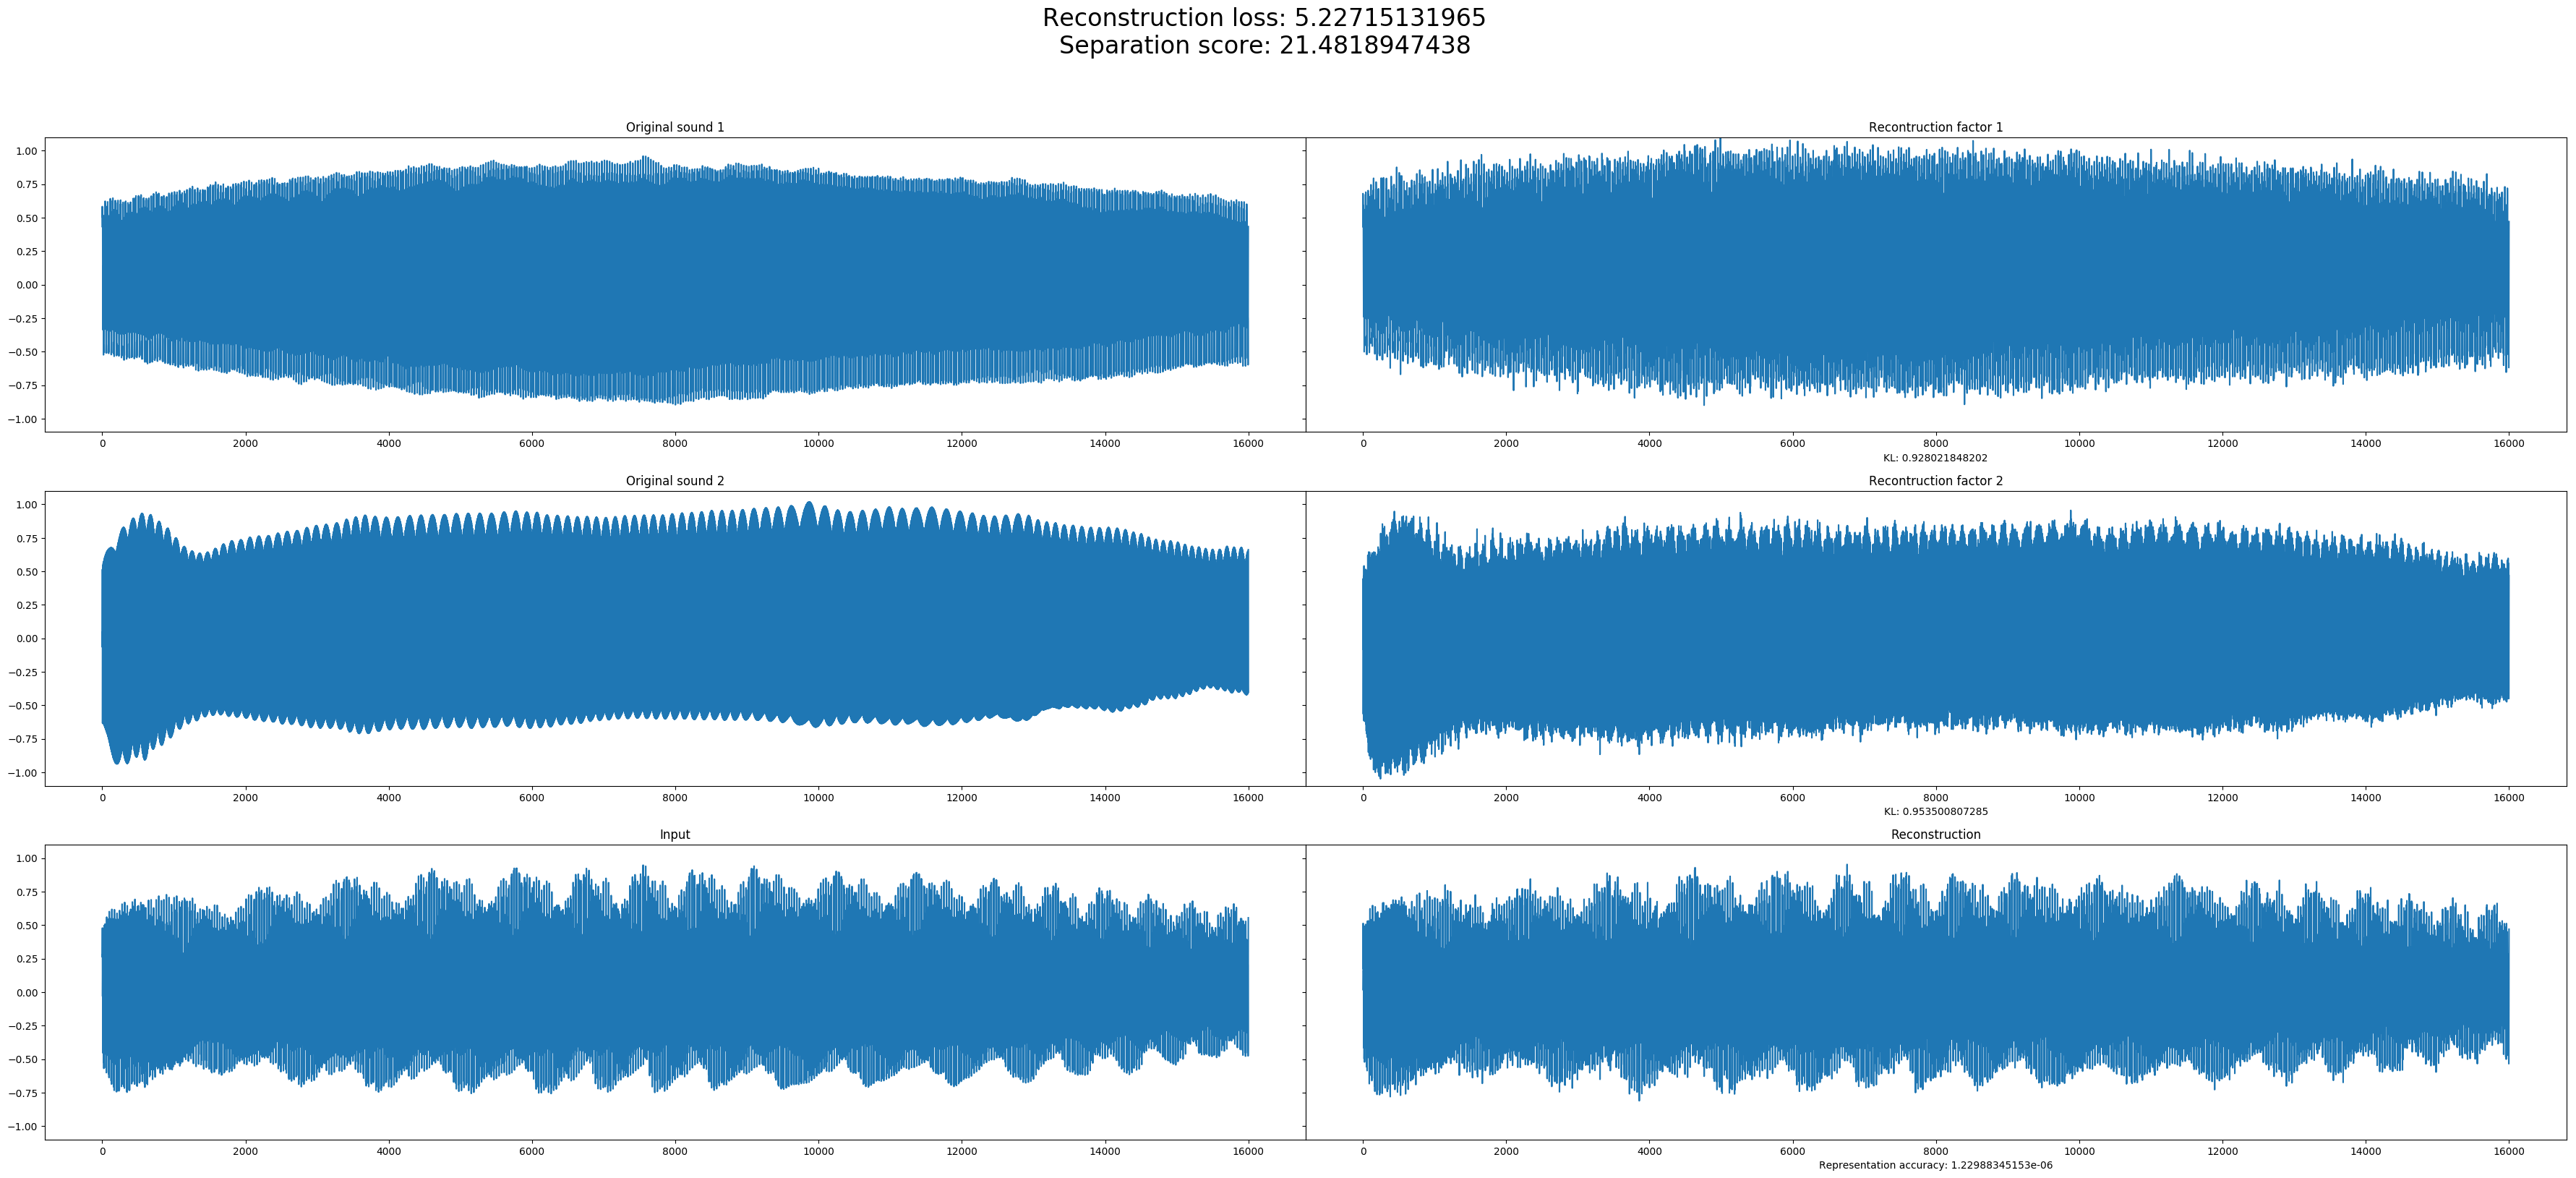 Reconstruction loss: 5.22715131965
Separation score: 21.4818947438
Original sound 1
Recontruction factor 1
1.00
0.75
0.50
0.25
0.00
−0.25
−0.50
−0.75
−1.00
0 2000 4000 6000 8000 10000 12000 14000 16000
0 2000 4000 6000 8000 10000 12000 14000 16000
KL: 0.928021848202
Original sound 2
Recontruction factor 2
1.00
0.75
0.50
0.25
0.00
−0.25
−0.50
−0.75
−1.00
0 2000 4000 6000 8000 10000 12000 14000 16000
0 2000 4000 6000 8000 10000 12000 14000 16000
KL: 0.953500807285
Input
Reconstruction
1.00
0.75
0.50
0.25
0.00
−0.25
−0.50
−0.75
−1.00
0 2000 4000 6000 8000 10000 12000 14000 16000
0 2000 4000 6000 8000 10000 12000 14000 16000
Representation accuracy: 1.22988345153e-06